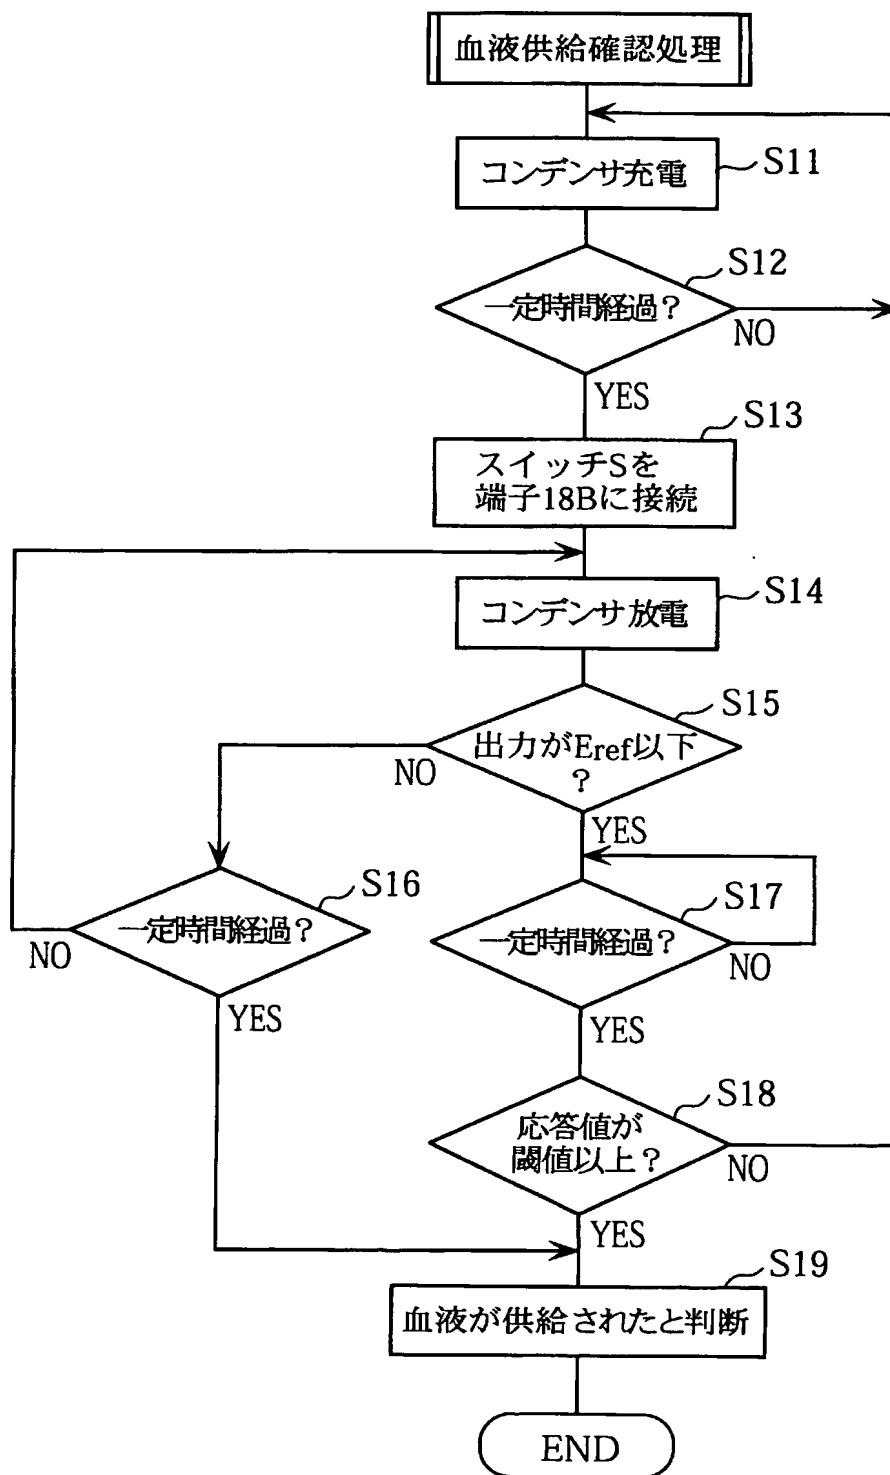 血液供給確認処理
コンデンサ充電
S11
S12
一定時間経過？
NO
YES
S13
スイッチSを
端子18Bに接続
コンデンサ放電
S14
S15
出力がEref以下
？
NO
YES
S16
一定時間経過？
NO
YES
S17
一定時間経過？
NO
YES
S18
応答値が
閾値以上？
NO
YES
S19
血液が供給されたと判断
END